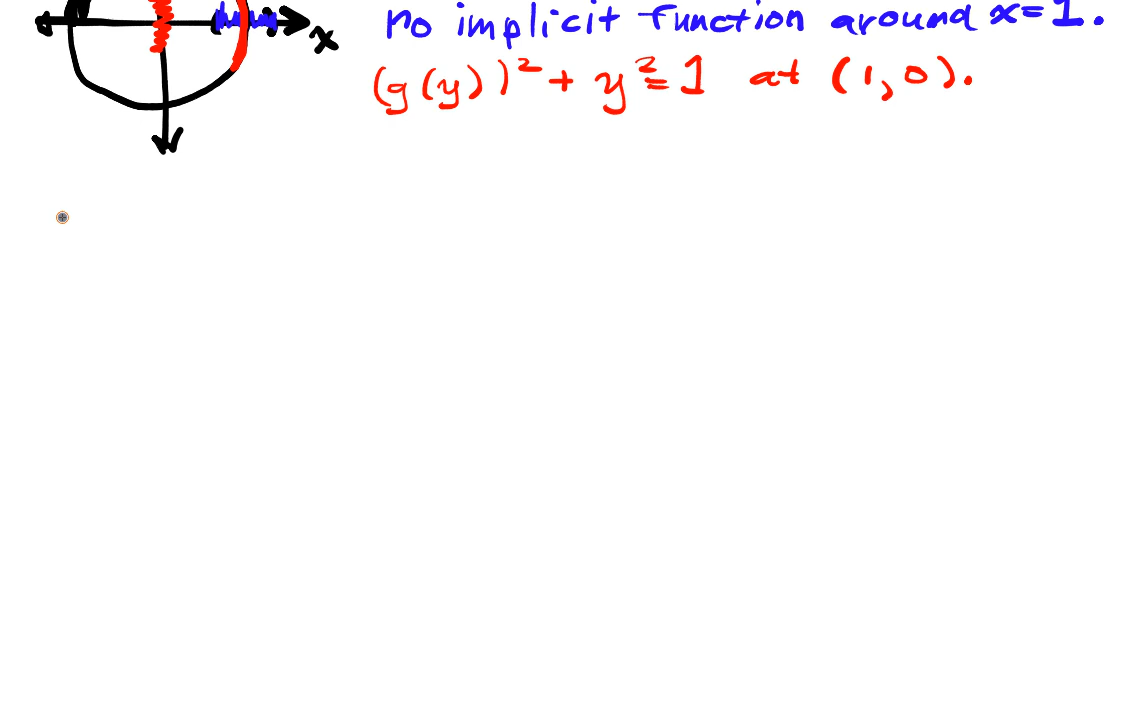 no implicit function around x=1.
x
(g(y))² + y² = 1 at (1,0).